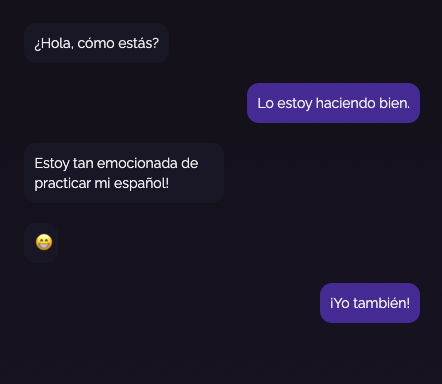 ¿Hola, cómo estás?
Lo estoy haciendo bien.
Estoy tan emocionada de
practicar mi español!
😁
¡Yo también!